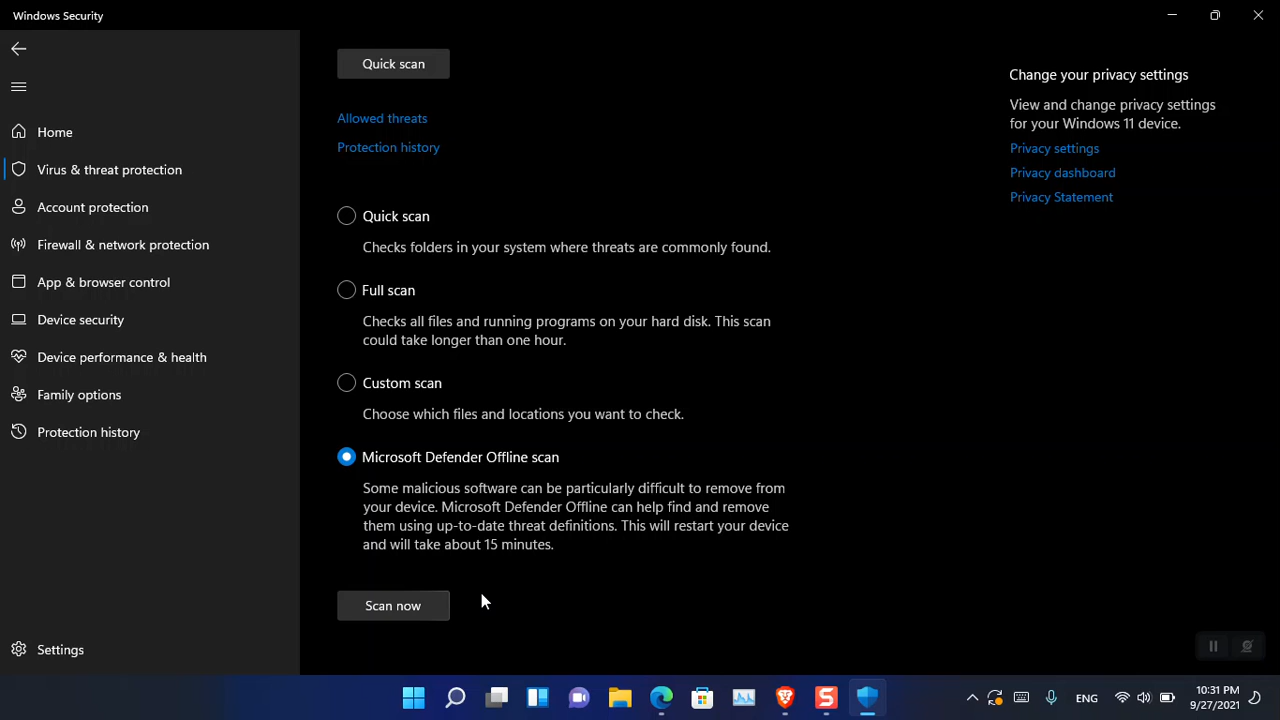 Windows Security
Home
Virus & threat protection
Account protection
Firewall & network protection
App & browser control
Device security
Device performance & health
Family options
Protection history
Settings
Quick scan
Allowed threats
Protection history
Quick scan
Checks folders in your system where threats are commonly found.
Full scan
Checks all files and running programs on your hard disk. This scan
could take longer than one hour.
Custom scan
Choose which files and locations you want to check.
Microsoft Defender Offline scan
Some malicious software can be particularly difficult to remove from
your device. Microsoft Defender Offline can help find and remove
them using up-to-date threat definitions. This will restart your device
and will take about 15 minutes.
Scan now
Change your privacy settings
View and change privacy settings
for your Windows 11 device.
Privacy settings
Privacy dashboard
Privacy Statement
S
ENG
10:31 PM
9/27/2021